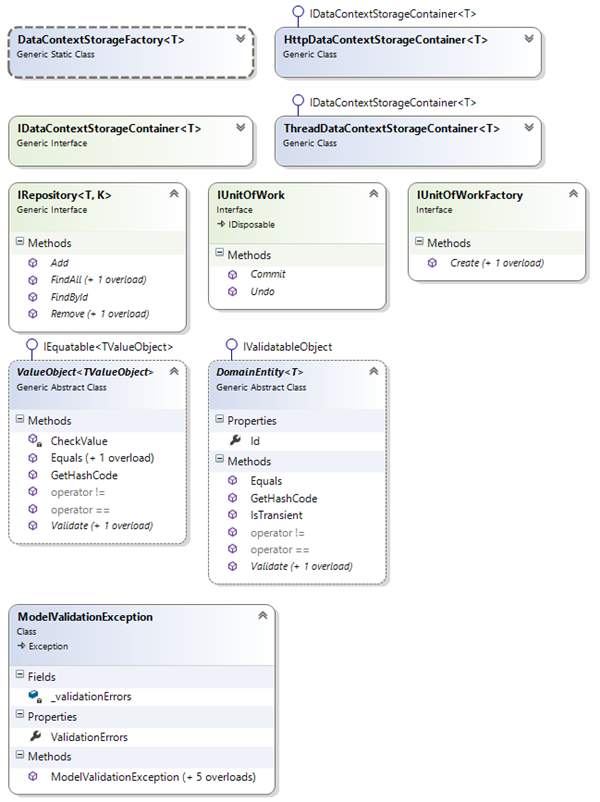 IDataContextStorageContainer<T>
DataContextStorageFactory<T>
Generic Static Class
HttpDataContextStorageContainer<T>
Generic Class
IDataContextStorageContainer<T>
IDataContextStorageContainer<T>
Generic Interface
ThreadDataContextStorageContainer<T>
Generic Class
IRepository<T, K>
Generic Interface
Methods
Add
FindAll (+ 1 overload)
FindById
Remove (+ 1 overload)
IUnitOfWork
Interface
IDisposable
Methods
Commit
Undo
IUnitOfWorkFactory
Interface
Methods
Create (+ 1 overload)
IEquatable<TValueObject>
ValueObject<TValueObject>
Generic Abstract Class
Methods
CheckValue
Equals (+ 1 overload)
GetHashCode
operator !=
operator ==
Validate (+ 1 overload)
IValidatableObject
DomainEntity<T>
Generic Abstract Class
Properties
Id
Methods
Equals
GetHashCode
IsTransient
operator !=
operator ==
Validate (+ 1 overload)
ModelValidationException
Class
Exception
Fields
_validationErrors
Properties
ValidationErrors
Methods
ModelValidationException (+ 5 overloads)